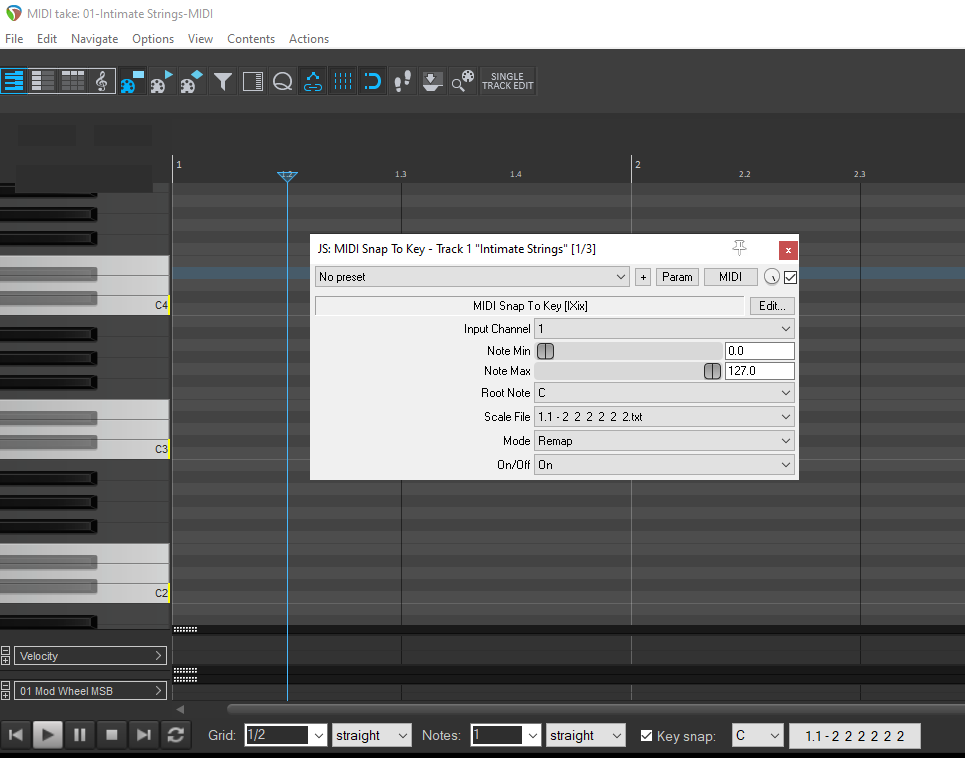 MIDI take: 01-Intimate Strings-MIDI
File Edit Navigate Options View Contents Actions
SINGLE
TRACK EDIT
1 2
1.2 1.3 1.4 2.2 2.3
JS: MIDI Snap To Key - Track 1 "Intimate Strings" [1/3]
x
No preset + Param MIDI
MIDI Snap To Key [IXix] Edit...
C4
Input Channel 1
Note Min 0.0
Note Max 127.0
Root Note C
Scale File 1.1 - 2 2 2 2 2 2.txt
Mode Remap
C3
On/Off On
C2
Velocity
01 Mod Wheel MSB
Grid: 1/2 straight Notes: 1 straight Key snap: C 1.1 - 2 2 2 2 2 2